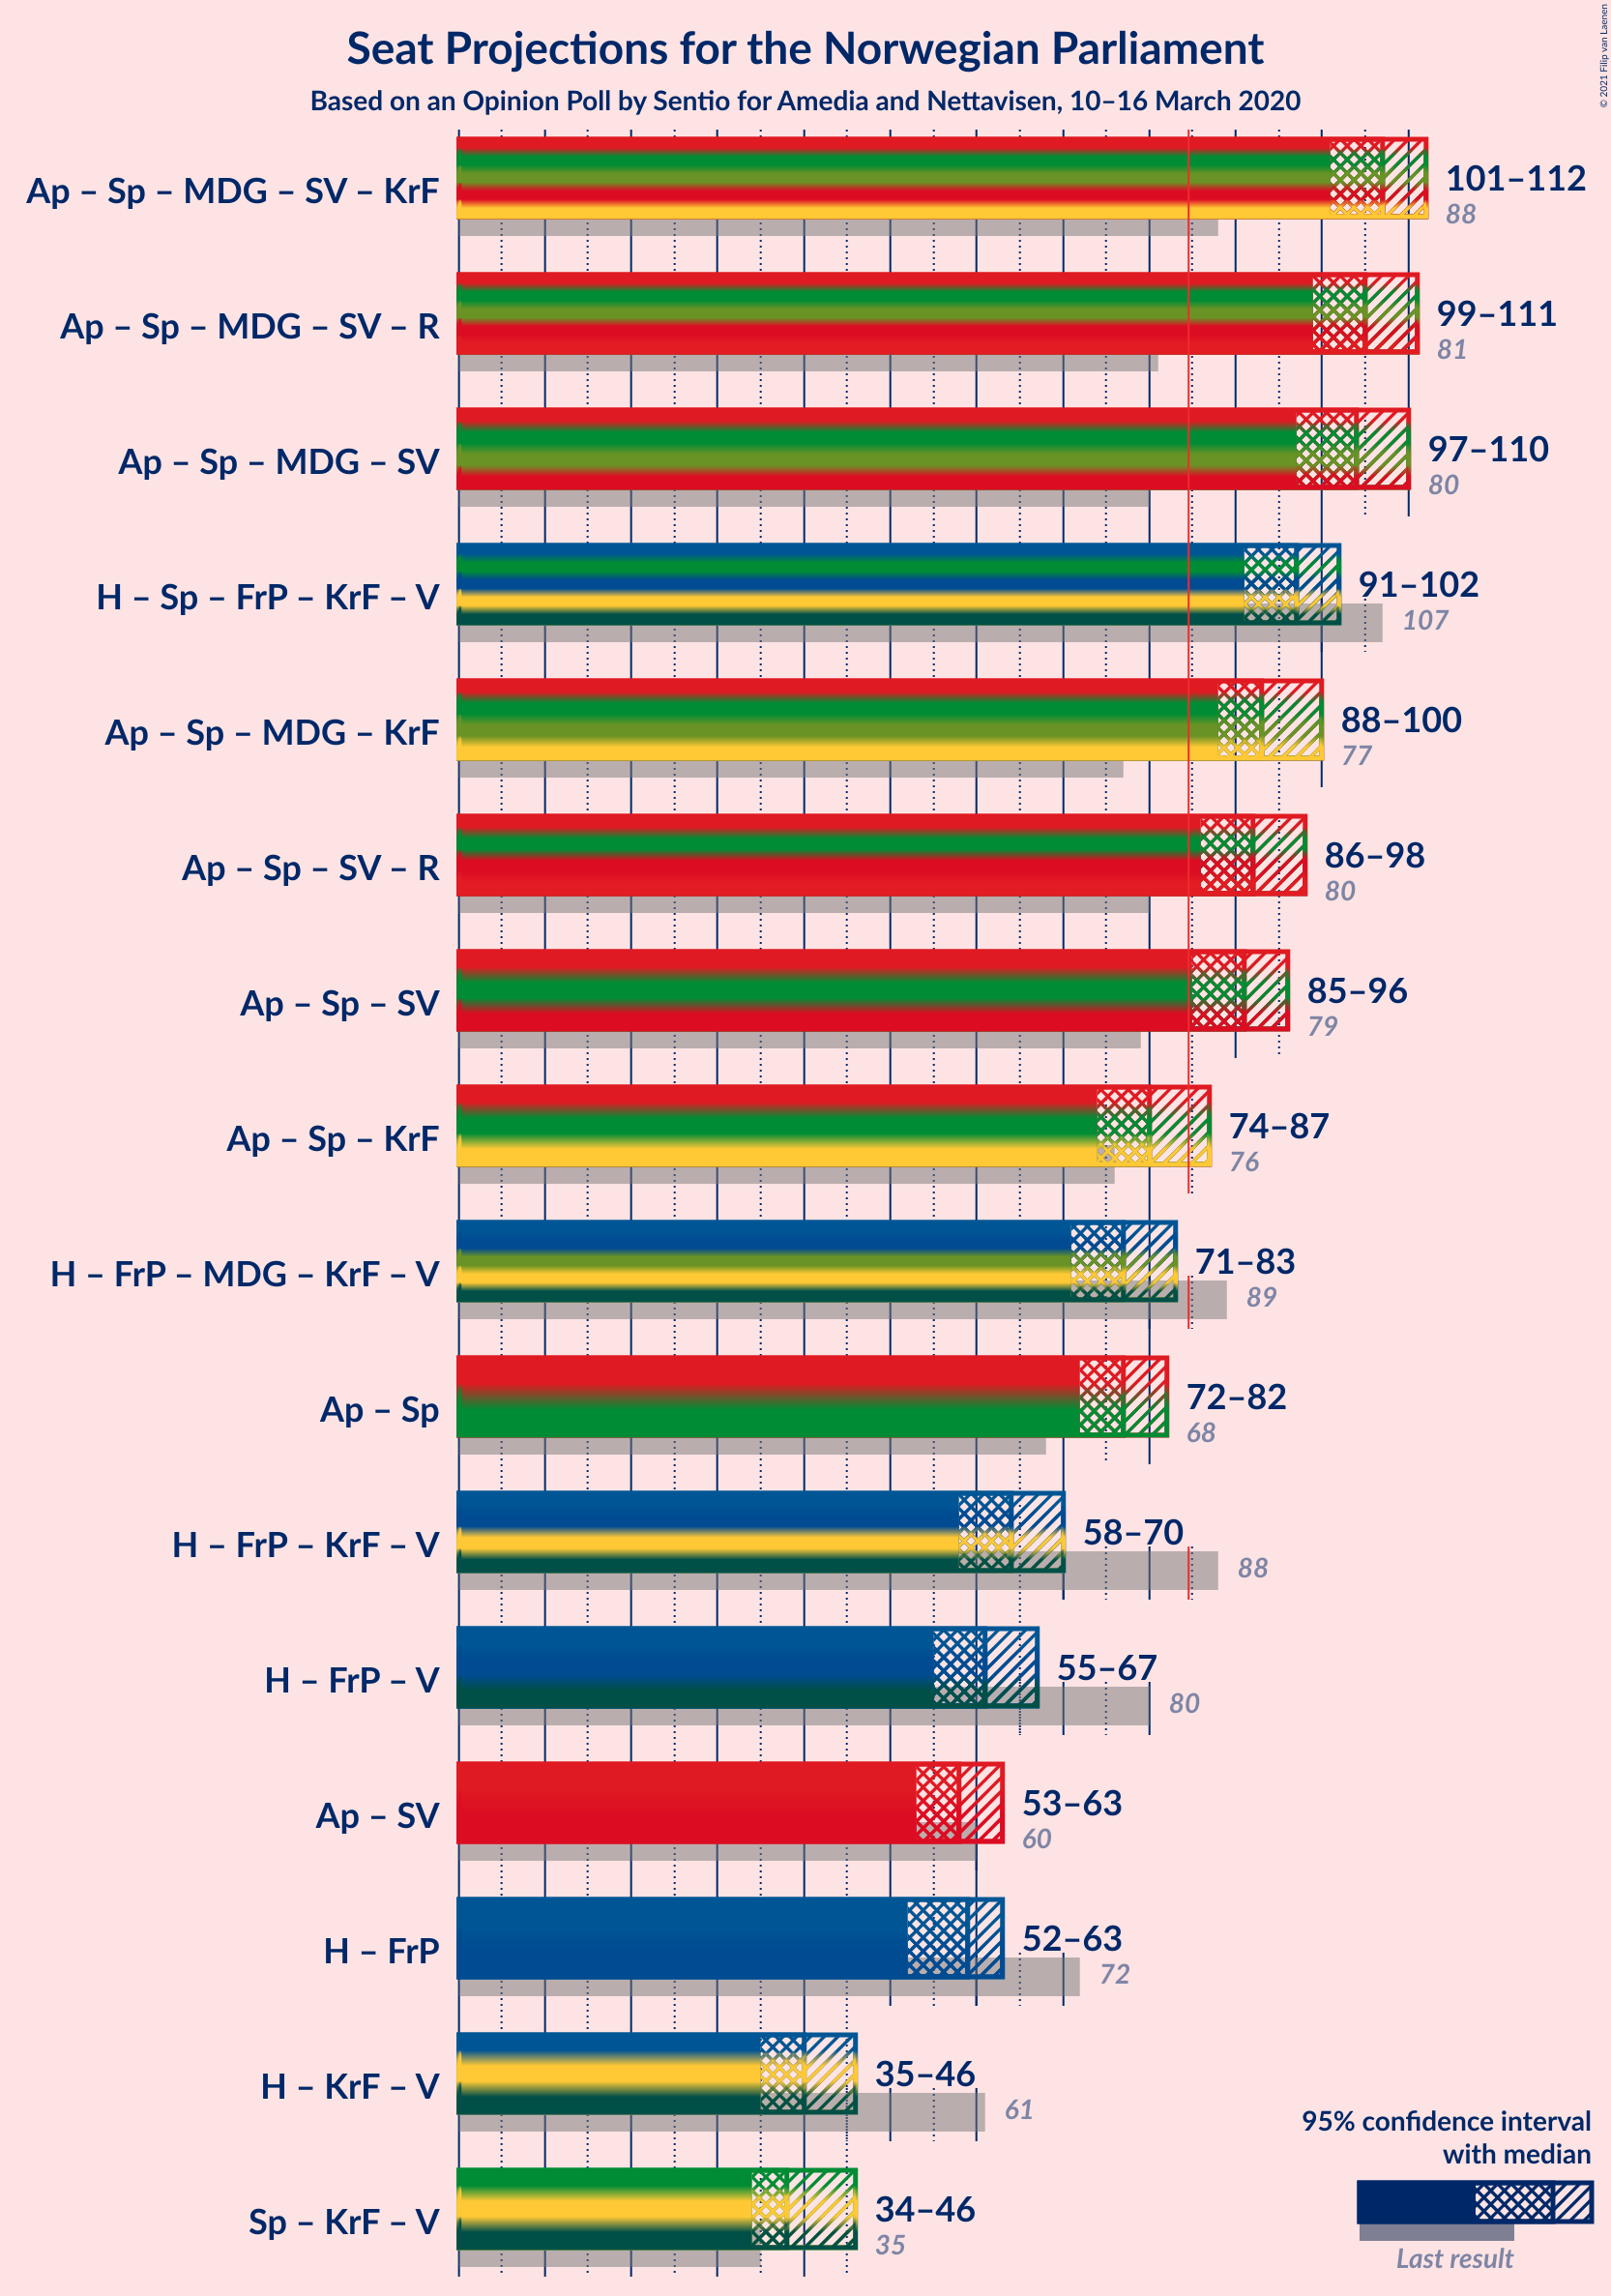 © 2021 Filip van Laenen
Seat Projections for the Norwegian Parliament
Based on an Opinion Poll by Sentio for Amedia and Nettavisen, 10–16 March 2020
Ap – Sp – MDG – SV – KrF
101–112
88
Ap – Sp – MDG – SV – R
99–111
81
Ap – Sp – MDG – SV
97–110
80
H – Sp – FrP – KrF – V
91–102
107
Ap – Sp – MDG – KrF
88–100
77
Ap – Sp – SV – R
86–98
80
Ap – Sp – SV
85–96
79
Ap – Sp – KrF
74–87
76
H – FrP – MDG – KrF – V
71–83
89
Ap – Sp
72–82
68
H – FrP – KrF – V
58–70
88
H – FrP – V
55–67
80
Ap – SV
53–63
60
H – FrP
52–63
72
H – KrF – V
35–46
61
Sp – KrF – V
34–46
35
95% confidence interval
with median
Last result